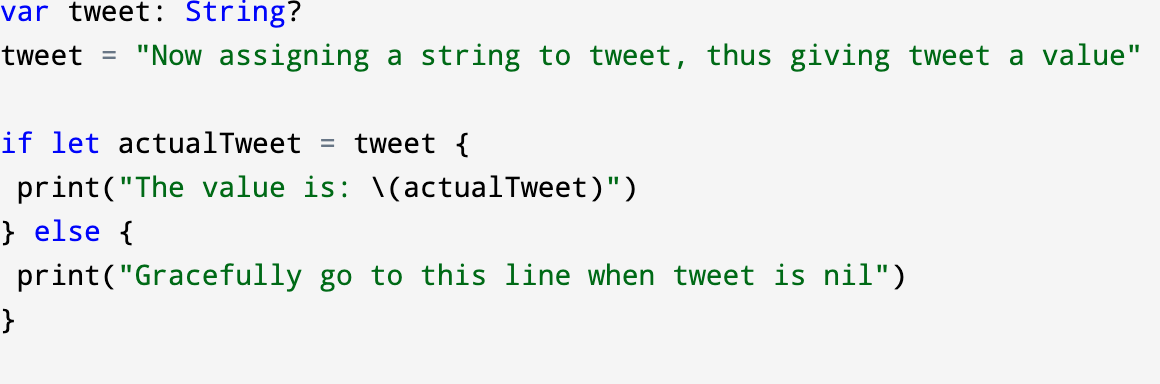 var tweet: String?
tweet = "Now assigning a string to tweet, thus giving tweet a value"
if let actualTweet = tweet {
print("The value is: \(actualTweet)")
} else {
print("Gracefully go to this line when tweet is nil")
}